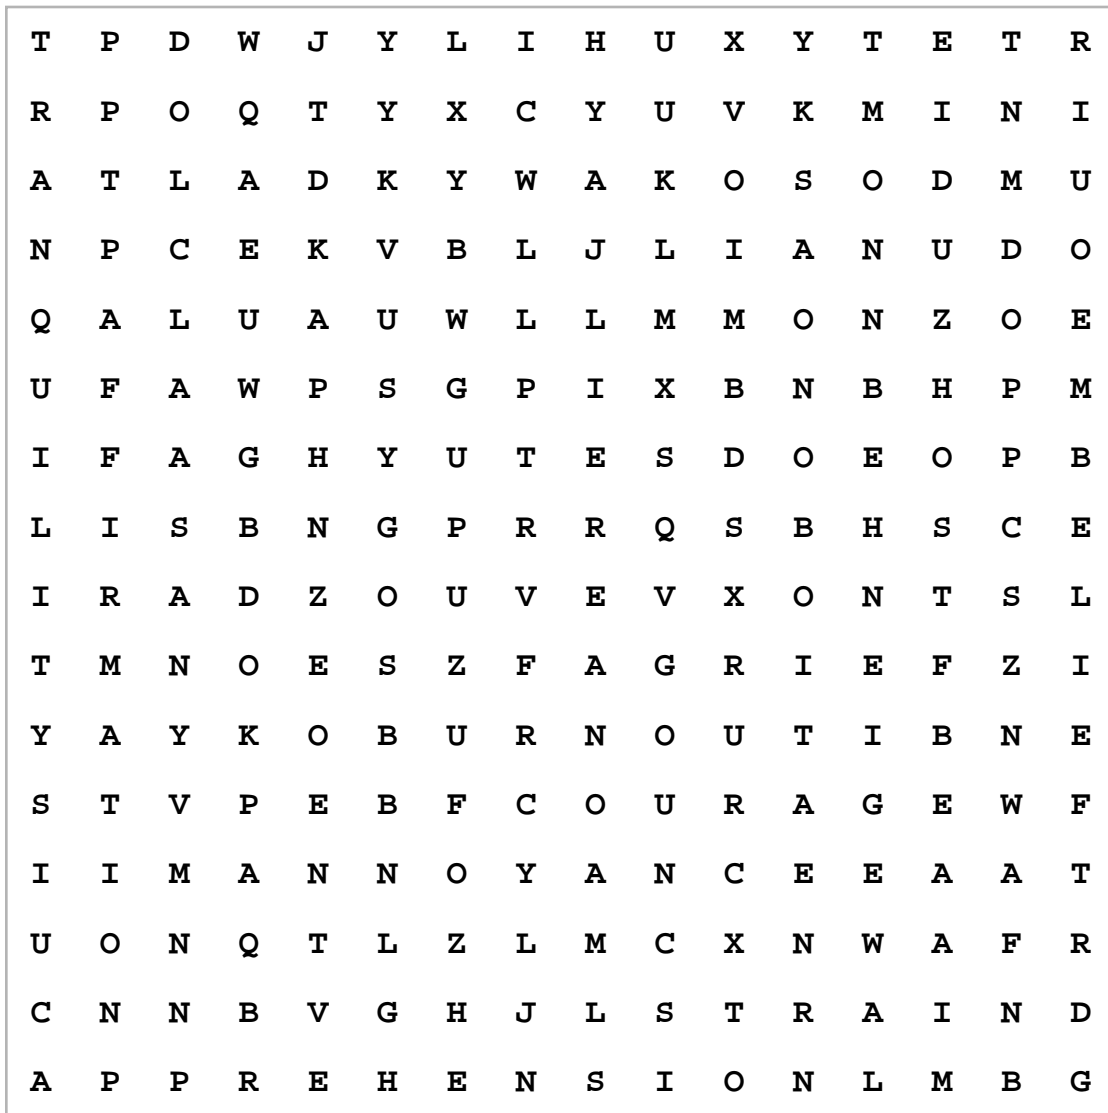 T P D W J Y L I H U X Y T E T R
R P O Q T Y X C Y U V K M I N I
A T L A D K Y W A K O S O D M U
N P C E K V B L J L I A N U D O
Q A L U A U W L L M M O N Z O E
U F A W P S G P I X B N B H P M
I F A G H Y U T E S D O E O P B
L I S B N G P R R Q S B H S C E
I R A D Z O U V E V X O N T S L
T M N O E S Z F A G R I E F Z I
Y A Y K O B U R N O U T I B N E
S T V P E B F C O U R A G E W F
I I M A N N O Y A N C E E A A T
U O N Q T L Z L M C X N W A F R
C N N B V G H J L S T R A I N D
A P P R E H E N S I O N L M B G